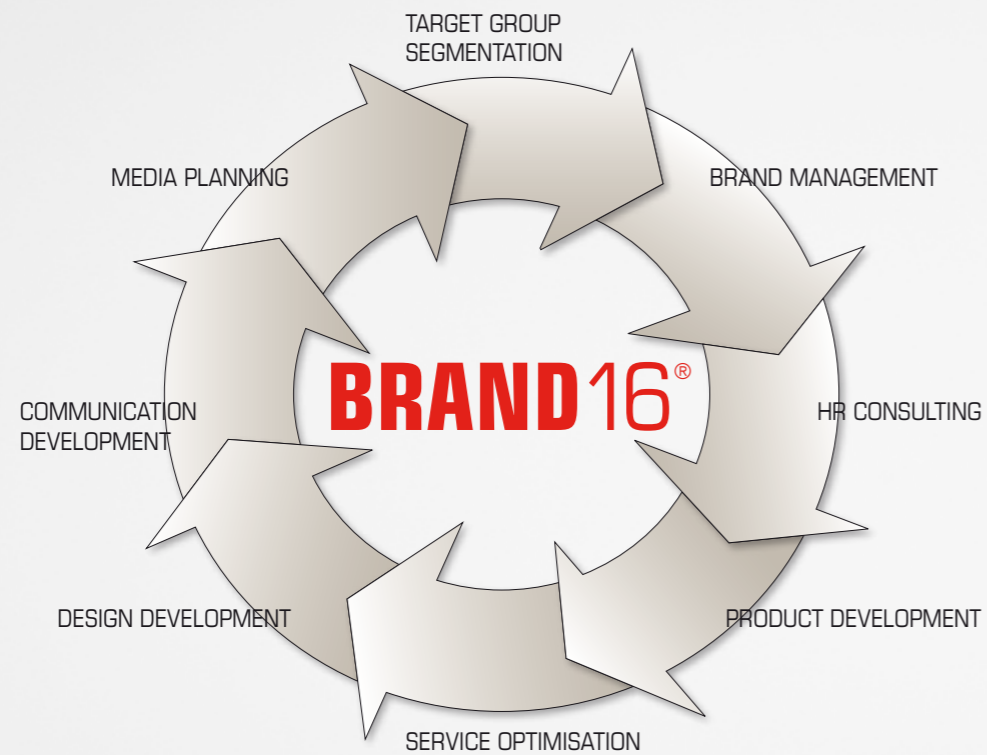 TARGET GROUP
SEGMENTATION
MEDIA PLANNING
BRAND MANAGEMENT
BRAND16®
COMMUNICATION
DEVELOPMENT
HR CONSULTING
DESIGN DEVELOPMENT
PRODUCT DEVELOPMENT
SERVICE OPTIMISATION